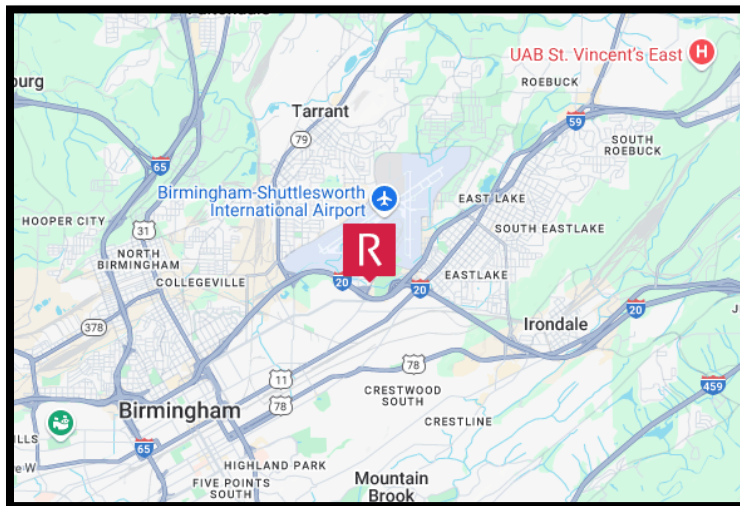 UAB St. Vincent's East
H
ourg
ROEBUCK
Tarrant
79
59
SOUTH
ROEBUCK
65
Birmingham-Shuttlesworth
International Airport
EAST LAKE
HOOPER CITY
31
SOUTH EASTLAKE
R
NORTH
BIRMINGHAM
EASTLAKE
COLLEGEVILLE
20
20
20
Irondale
378
78
11
CRESTWOOD
SOUTH
459
78
Birmingham
CRESTLINE
ILLS
65
HIGHLAND PARK
Mountain
Brook
FIVE POINTS
SOUTH